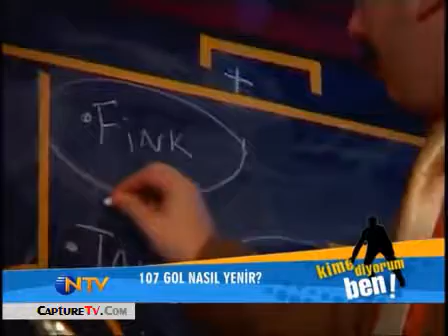 +
• Fink
NTV
107 GOL NASIL YENİR?
kime diyorum
ben!
CAPTURETV.COM